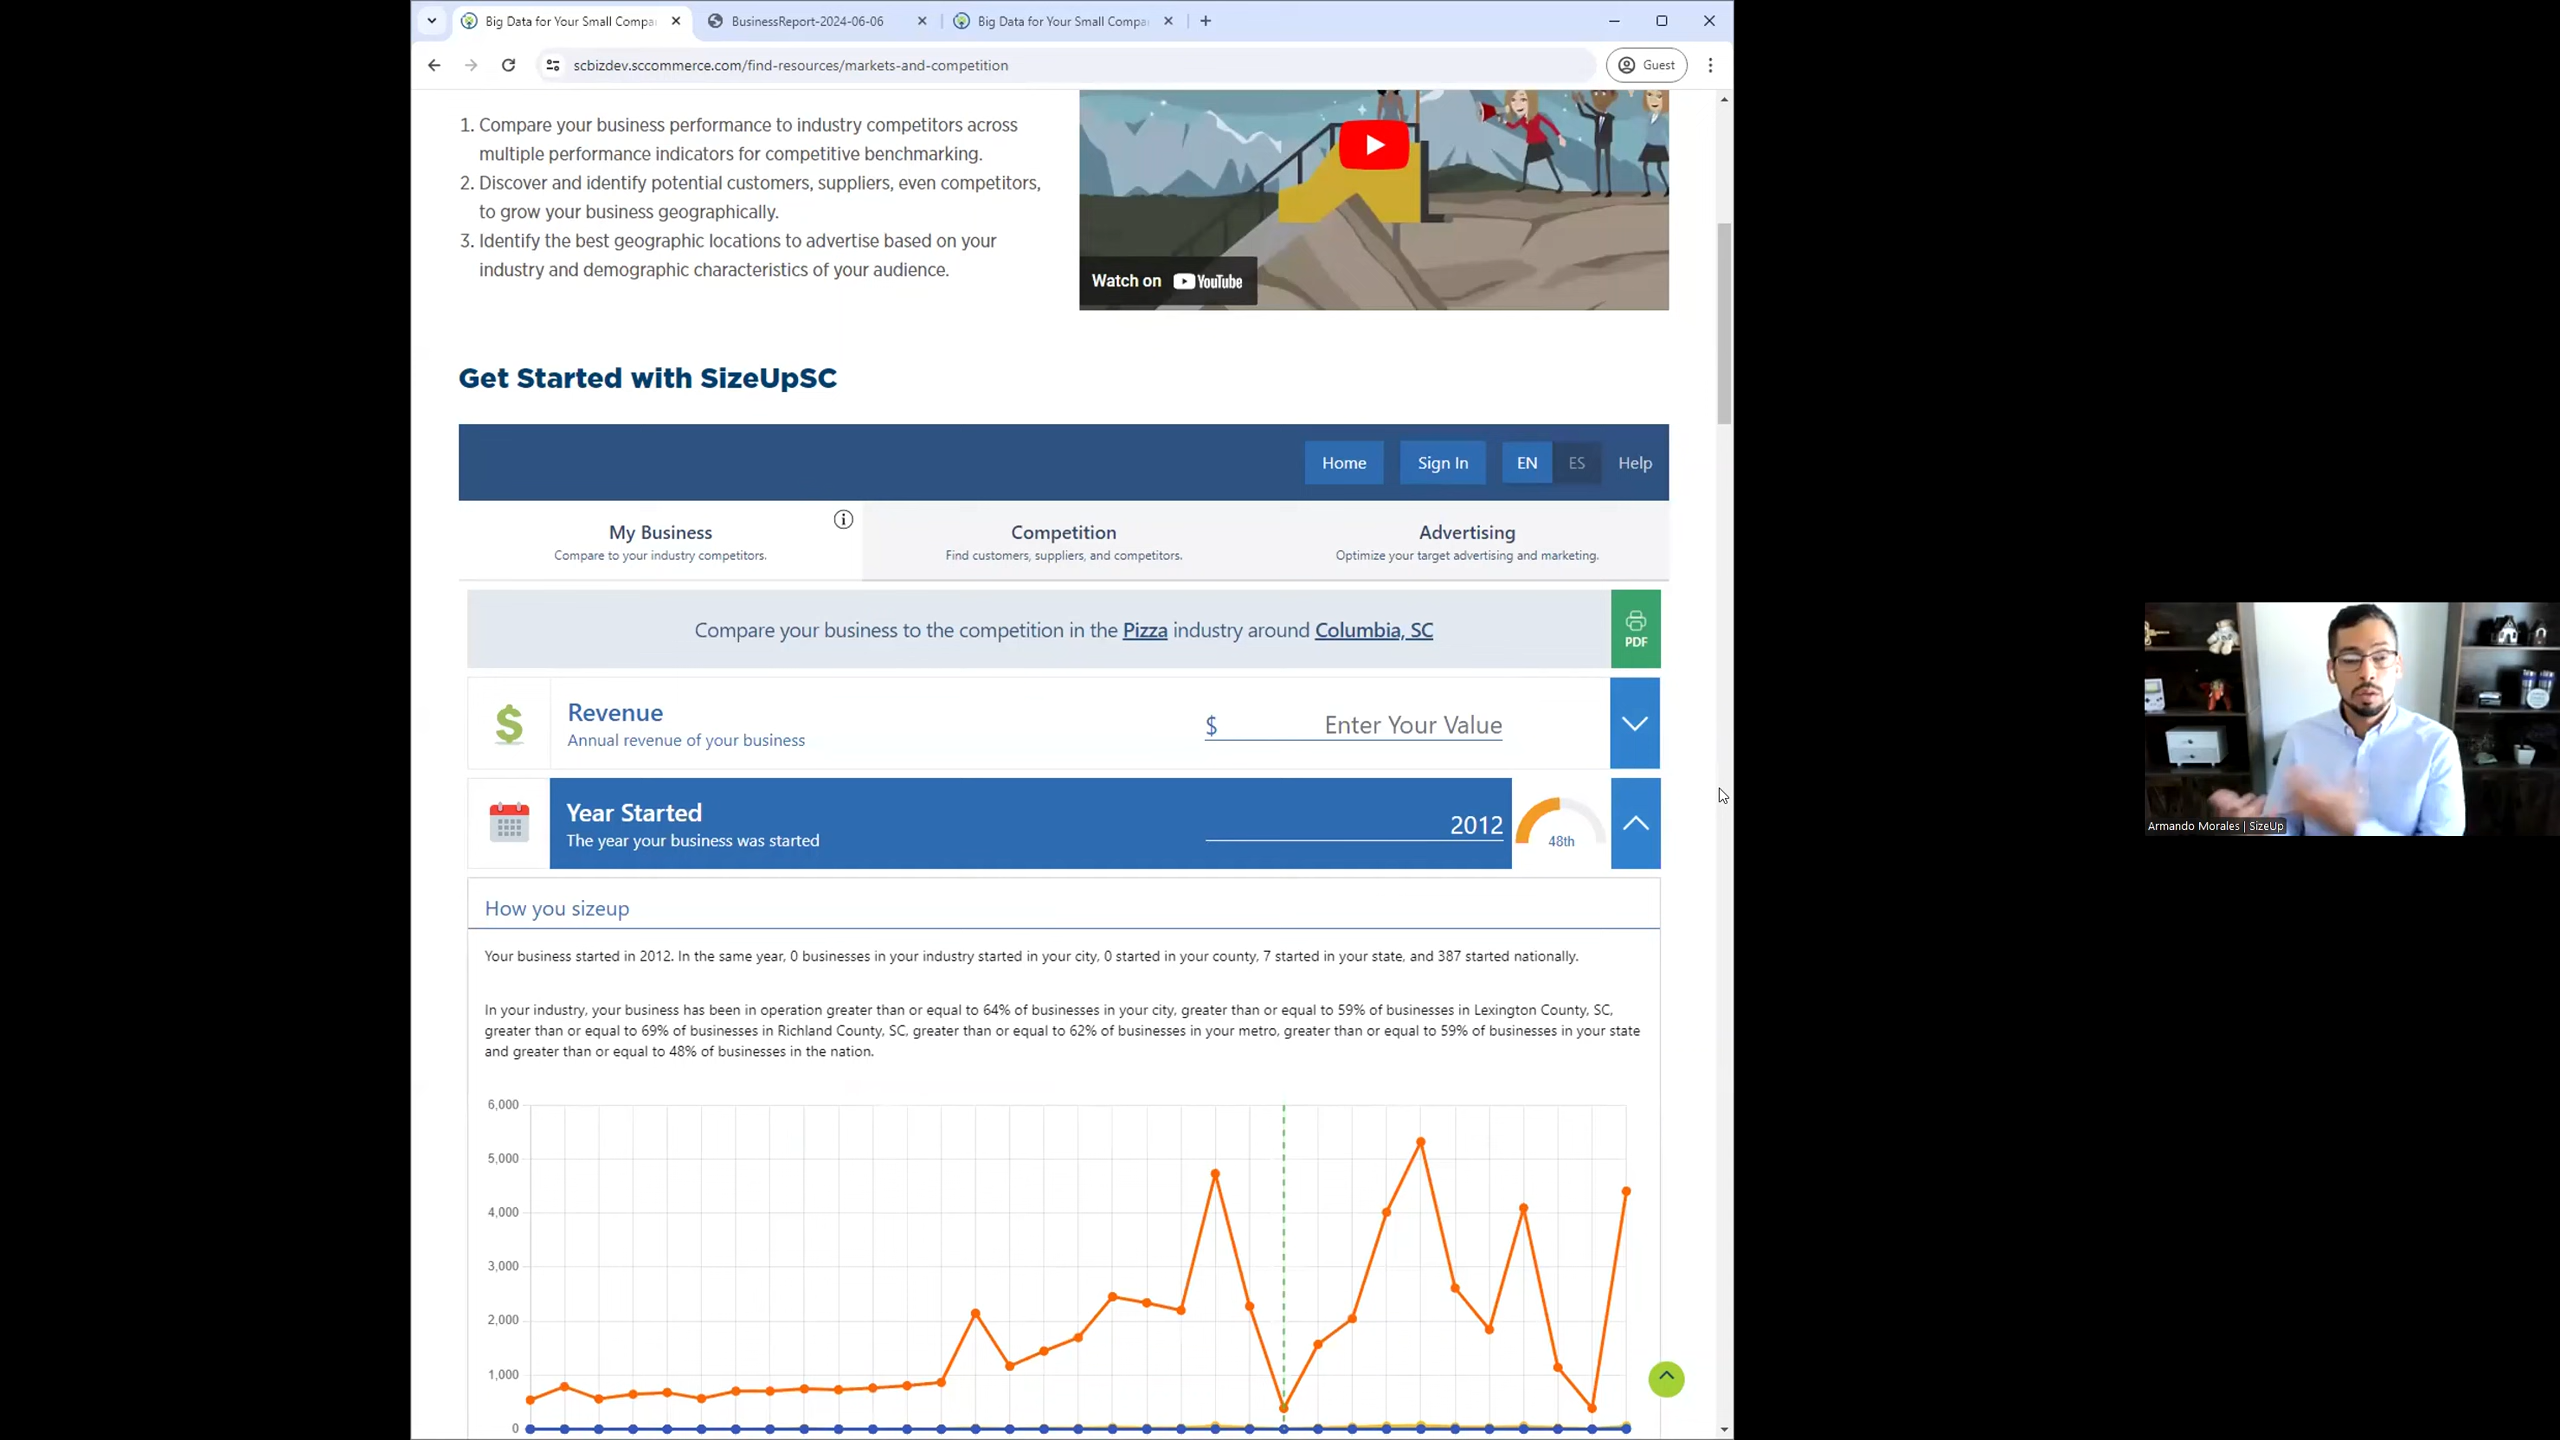 Big Data for Your Small Compa
BusinessReport-2024-06-06
Big Data for Your Small Compa
scbizdev.sccommerce.com/find-resources/markets-and-competition
Guest
1. Compare your business performance to industry competitors across
multiple performance indicators for competitive benchmarking.
2. Discover and identify potential customers, suppliers, even competitors,
to grow your business geographically.
3. Identify the best geographic locations to advertise based on your
industry and demographic characteristics of your audience.
Watch on YouTube
Get Started with SizeUpSC
Home
Sign In
EN
ES
Help
My Business
Compare to your industry competitors.
Competition
Find customers, suppliers, and competitors.
Advertising
Optimize your target advertising and marketing.
Compare your business to the competition in the Pizza industry around Columbia, SC
PDF
Revenue
Annual revenue of your business
$ Enter Your Value
Year Started
The year your business was started
2012
48th
Armando Morales | SizeUp
How you sizeup
Your business started in 2012. In the same year, 0 businesses in your industry started in your city, 0 started in your county, 7 started in your state, and 387 started nationally.
In your industry, your business has been in operation greater than or equal to 64% of businesses in your city, greater than or equal to 59% of businesses in Lexington County, SC,
greater than or equal to 69% of businesses in Richland County, SC, greater than or equal to 62% of businesses in your metro, greater than or equal to 59% of businesses in your state
and greater than or equal to 48% of businesses in the nation.
6,000
5,000
4,000
3,000
2,000
1,000
0